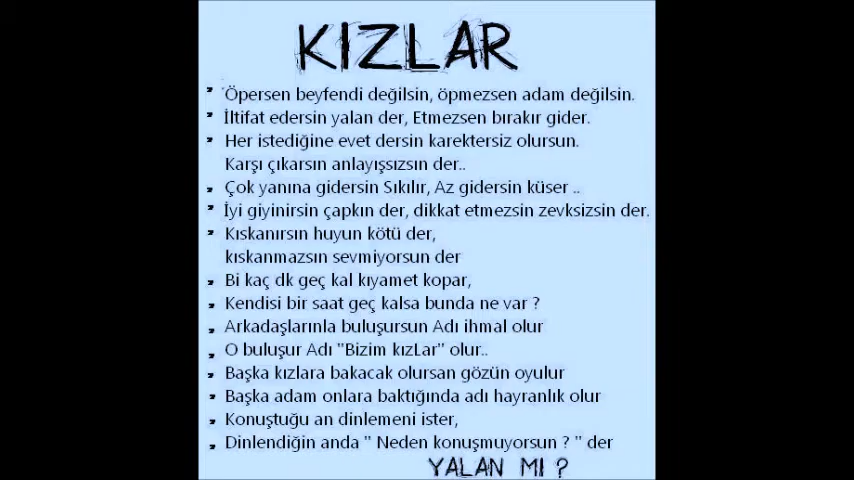 KIZLAR
Öpersen beyfendi değilsin, öpmezsen adam değilsin.
İltifat edersin yalan der, Etmezsen bırakır gider.
Her istediğine evet dersin karektersiz olursun.
Karşı çıkarsın anlayışsızsın der..
Çok yanına gidersin Sıkılır, Az gidersin küser ..
İyi giyinirsin çapkın der, dikkat etmezsin zevksizsin der.
Kıskanırsın huyun kötü der,
kıskanmazsın sevmiyorsun der
Bi kaç dk geç kal kıyamet kopar,
Kendisi bir saat geç kalsa bunda ne var ?
Arkadaşlarınla buluşursun Adı ihmal olur
O buluşur Adı "Bizim kızLar" olur..
Başka kızlara bakacak olursan gözün oyulur
Başka adam onlara baktığında adı hayranlık olur
Konuştuğu an dinlemeni ister,
Dinlendiğin anda " Neden konuşmuyorsun ? " der
YALAN MI ?